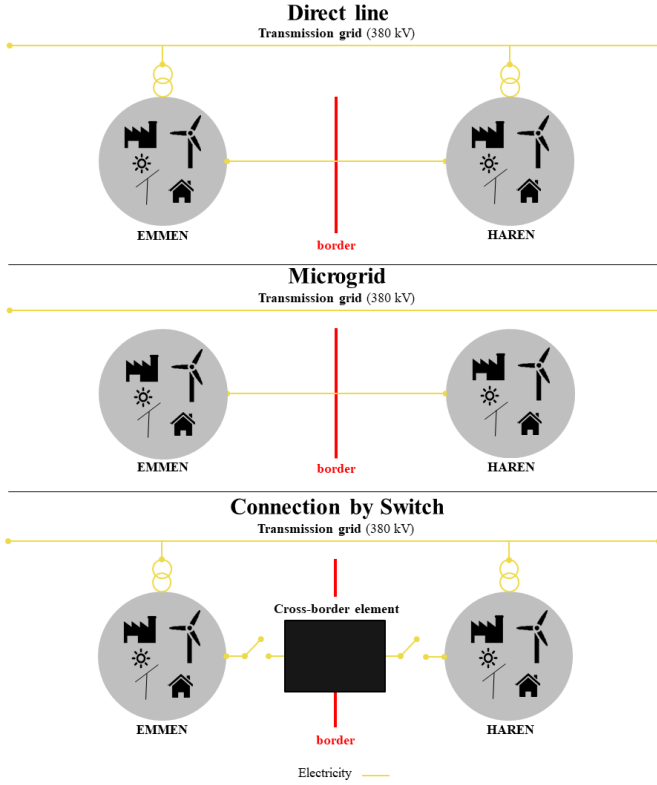 Direct line
Transmission grid (380 kV)
EMMEN
HAREN
border
Microgrid
Transmission grid (380 kV)
EMMEN
HAREN
border
Connection by Switch
Transmission grid (380 kV)
Cross-border element
EMMEN
HAREN
border
Electricity